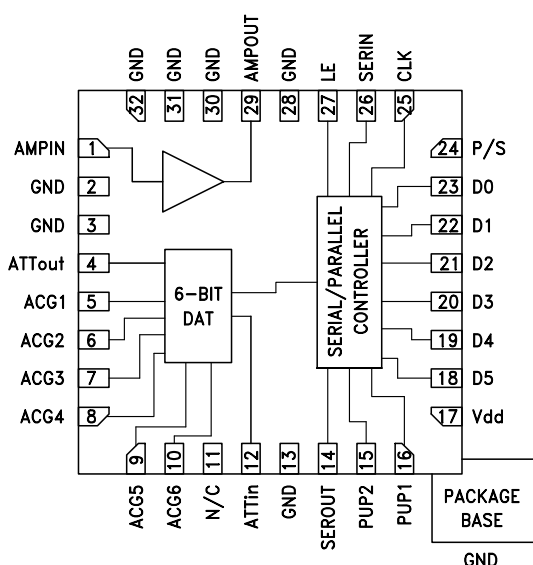 GND
GND
GND
AMPOUT
GND
LE
SERIN
CLK
32
31
30
29
28
27
26
25
AMPIN 1
GND 2
GND 3
ATTout 4
ACG1 5
ACG2 6
ACG3 7
ACG4 8
6-BIT
DAT
SERIAL/PARALLEL
CONTROLLER
24 P/S
23 D0
22 D1
21 D2
20 D3
19 D4
18 D5
17 Vdd
9
10
11
12
13
14
15
16
ACG5
ACG6
N/C
ATTin
GND
SEROUT
PUP2
PUP1
PACKAGE
BASE
GND